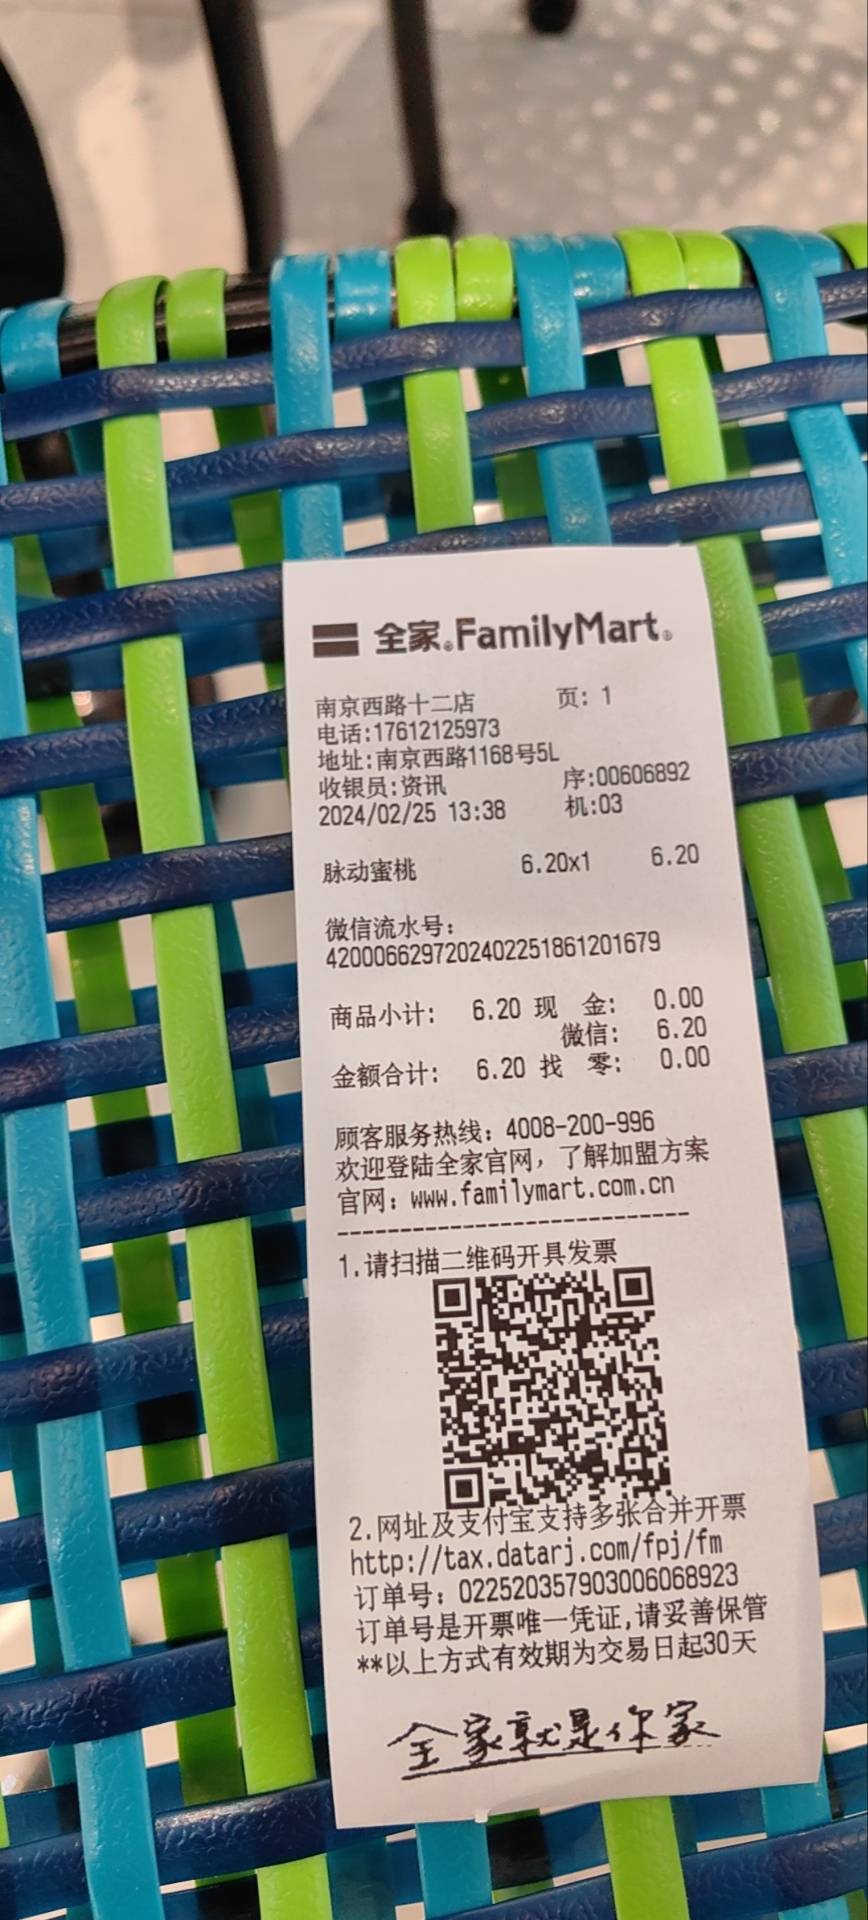 全家®FamilyMart®
南京西路十二店 页: 1
电话:17612125973
地址:南京西路1168号5L
收银员:资讯 序:00606892
2024/02/25 13:38 机:03
脉动蜜桃 6.20x1 6.20
微信流水号:
4200066297202402251861201679
商品小计: 6.20 现 金: 0.00
微信: 6.20
金额合计: 6.20 找 零: 0.00
顾客服务热线: 4008-200-996
欢迎登陆全家官网，了解加盟方案
官网: www.familymart.com.cn
1.请扫描二维码开具发票
2.网址及支付宝支持多张合并开票
http://tax.datarj.com/fpj/fm
订单号: 022520357903006068923
订单号是开票唯一凭证,请妥善保管
**以上方式有效期为交易日起30天
全家就是你家